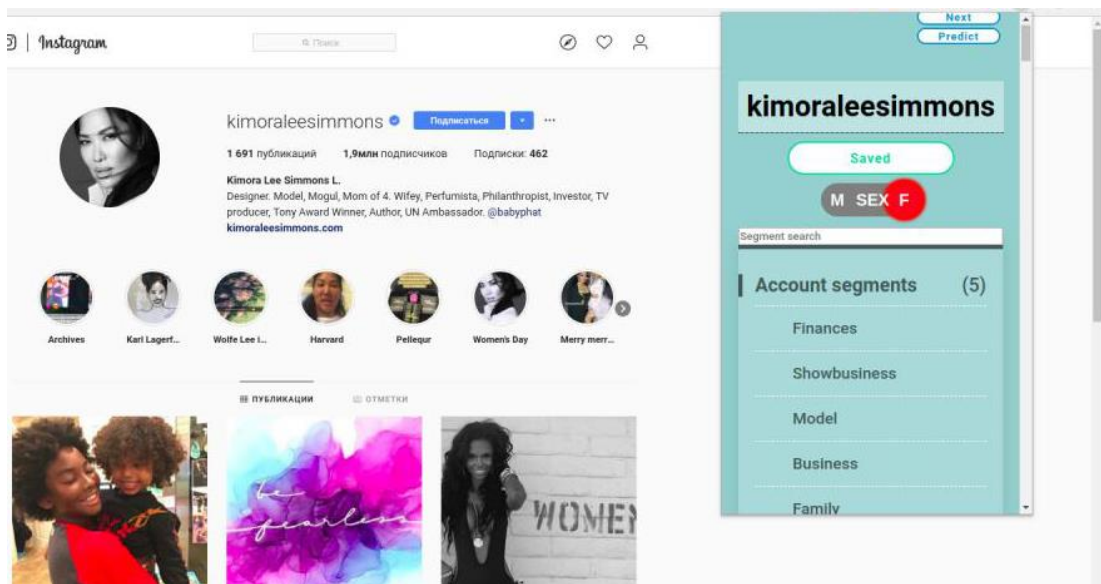 Instagram
Поиск
kimoraleesimmons Подписаться ...
1 691 публикаций 1,9млн подписчиков Подписки: 462
Kimora Lee Simmons L.
Designer. Model, Mogul, Mom of 4. Wifey, Perfumista, Philanthropist, Investor, TV
producer, Tony Award Winner, Author, UN Ambassador. @babyphat
kimoraleesimmons.com
Archives Karl Lagerf... Wolfe Lee i... Harvard Pellequr Women's Day Merry merr...
ПУБЛИКАЦИИ ОТМЕТКИ
be
fearless
WOMEN
Next
Predict
kimoraleesimmons
Saved
M SEX F
Segment search
Account segments (5)
Finances
Showbusiness
Model
Business
Family